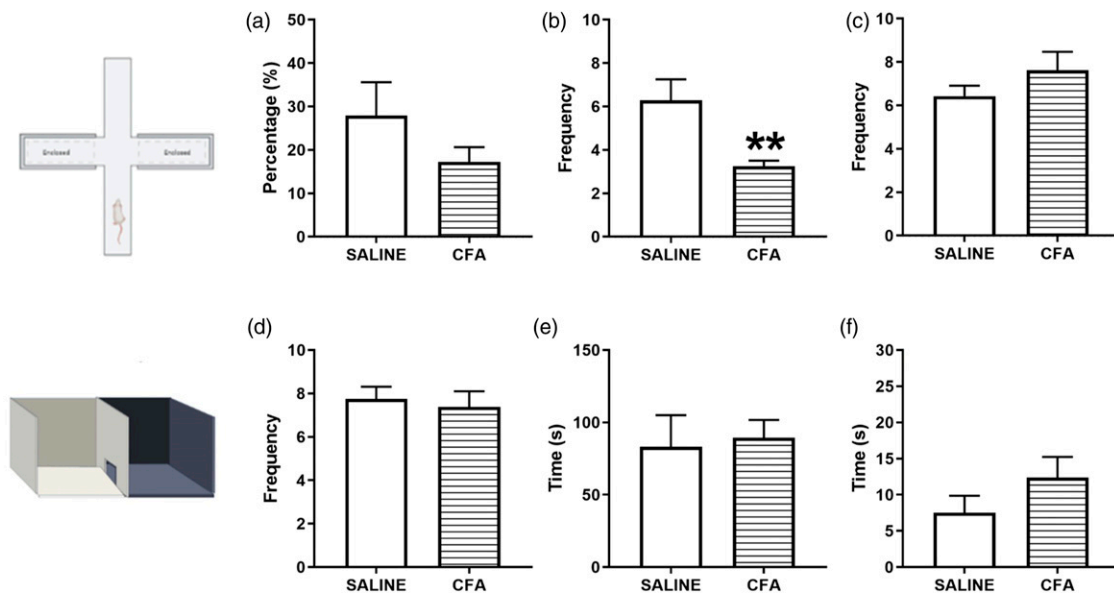 (a)
50
40
30
20
10
0
Percentage (%)
SALINE CFA
(b)
8
6
4
2
0
Frequency
**
SALINE CFA
(c)
10
8
6
4
2
0
Frequency
SALINE CFA
Enclosed
Enclosed
(d)
10
8
6
4
2
0
Frequency
SALINE CFA
(e)
150
100
50
0
Time (s)
SALINE CFA
(f)
30
25
20
15
10
5
0
Time (s)
SALINE CFA